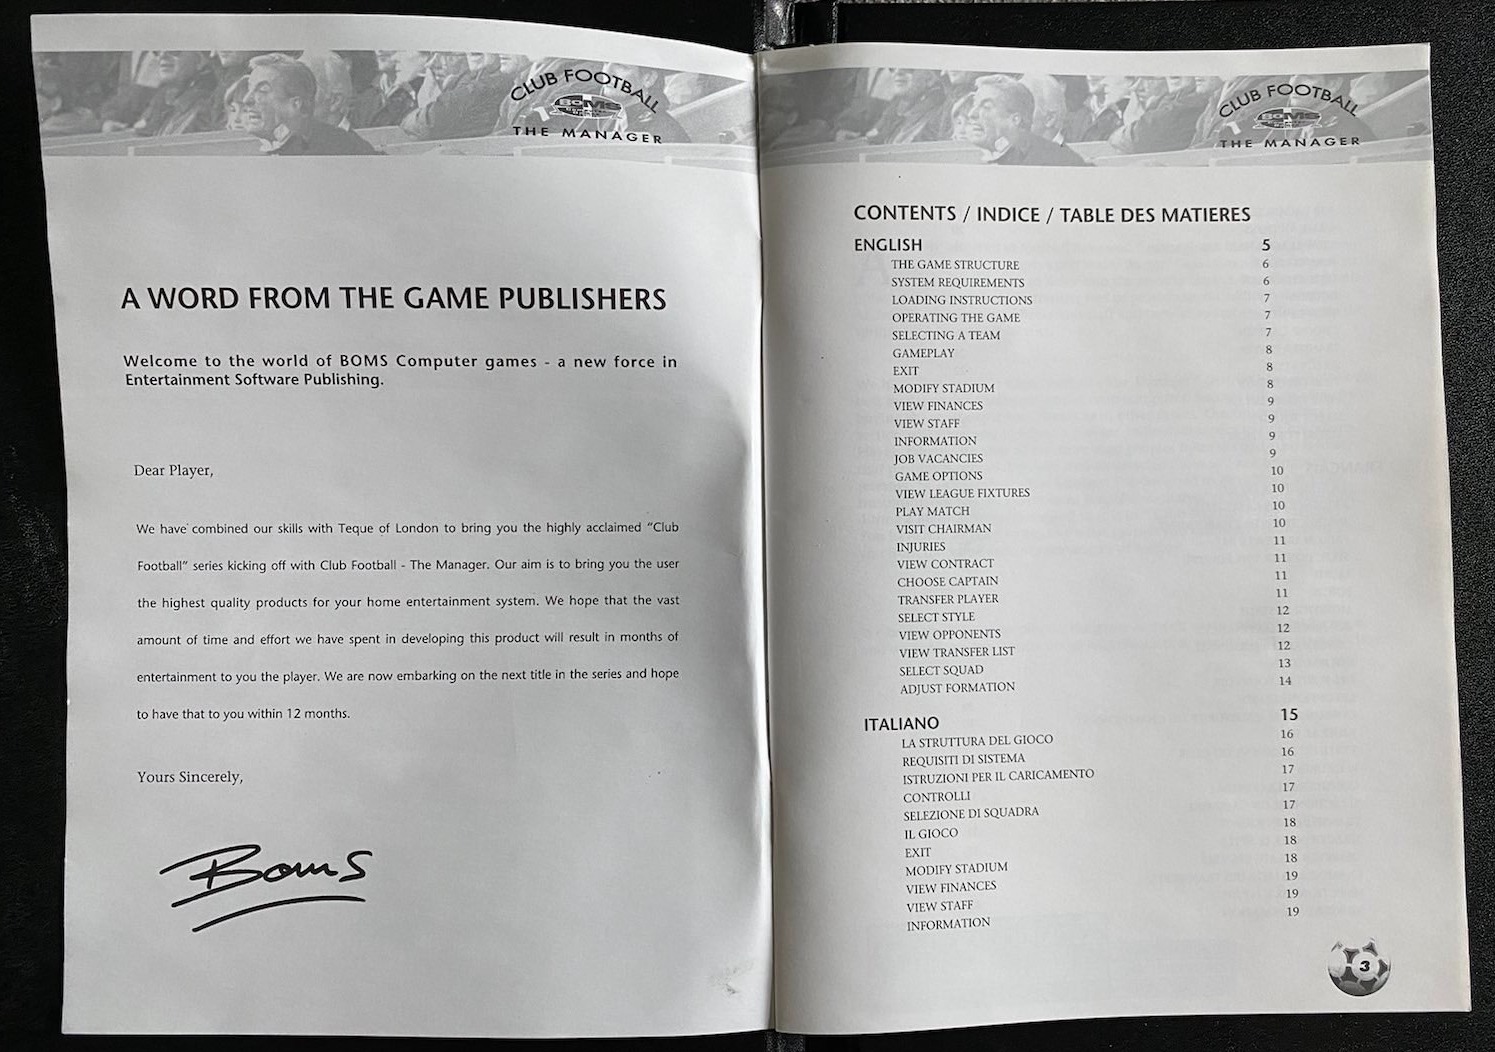 CLUB FOOTBALL
BOMS
THE MANAGER
A WORD FROM THE GAME PUBLISHERS
Welcome to the world of BOMS Computer games - a new force in
Entertainment Software Publishing.
Dear Player,
We have combined our skills with Teque of London to bring you the highly acclaimed “Club
Football” series kicking off with Club Football - The Manager. Our aim is to bring you the user
the highest quality products for your home entertainment system. We hope that the vast
amount of time and effort we have spent in developing this product will result in months of
entertainment to you the player. We are now embarking on the next title in the series and hope
to have that to you within 12 months.
Yours Sincerely,
Boms
CLUB FOOTBALL
BOMS
THE MANAGER
CONTENTS / INDICE / TABLE DES MATIERES
ENGLISH 5
THE GAME STRUCTURE 6
SYSTEM REQUIREMENTS 6
LOADING INSTRUCTIONS 7
OPERATING THE GAME 7
SELECTING A TEAM 7
GAMEPLAY 8
EXIT 8
MODIFY STADIUM 8
VIEW FINANCES 9
VIEW STAFF 9
INFORMATION 9
JOB VACANCIES 9
GAME OPTIONS 10
VIEW LEAGUE FIXTURES 10
PLAY MATCH 10
VISIT CHAIRMAN 10
INJURIES 11
VIEW CONTRACT 11
CHOOSE CAPTAIN 11
TRANSFER PLAYER 11
SELECT STYLE 12
VIEW OPPONENTS 12
VIEW TRANSFER LIST 12
SELECT SQUAD 13
ADJUST FORMATION 14
ITALIANO 15
LA STRUTTURA DEL GIOCO 16
REQUISITI DI SISTEMA 16
ISTRUZIONI PER IL CARICAMENTO 17
CONTROLLI 17
SELEZIONE DI SQUADRA 17
IL GIOCO 18
EXIT 18
MODIFY STADIUM 18
VIEW FINANCES 19
VIEW STAFF 19
INFORMATION 19
3